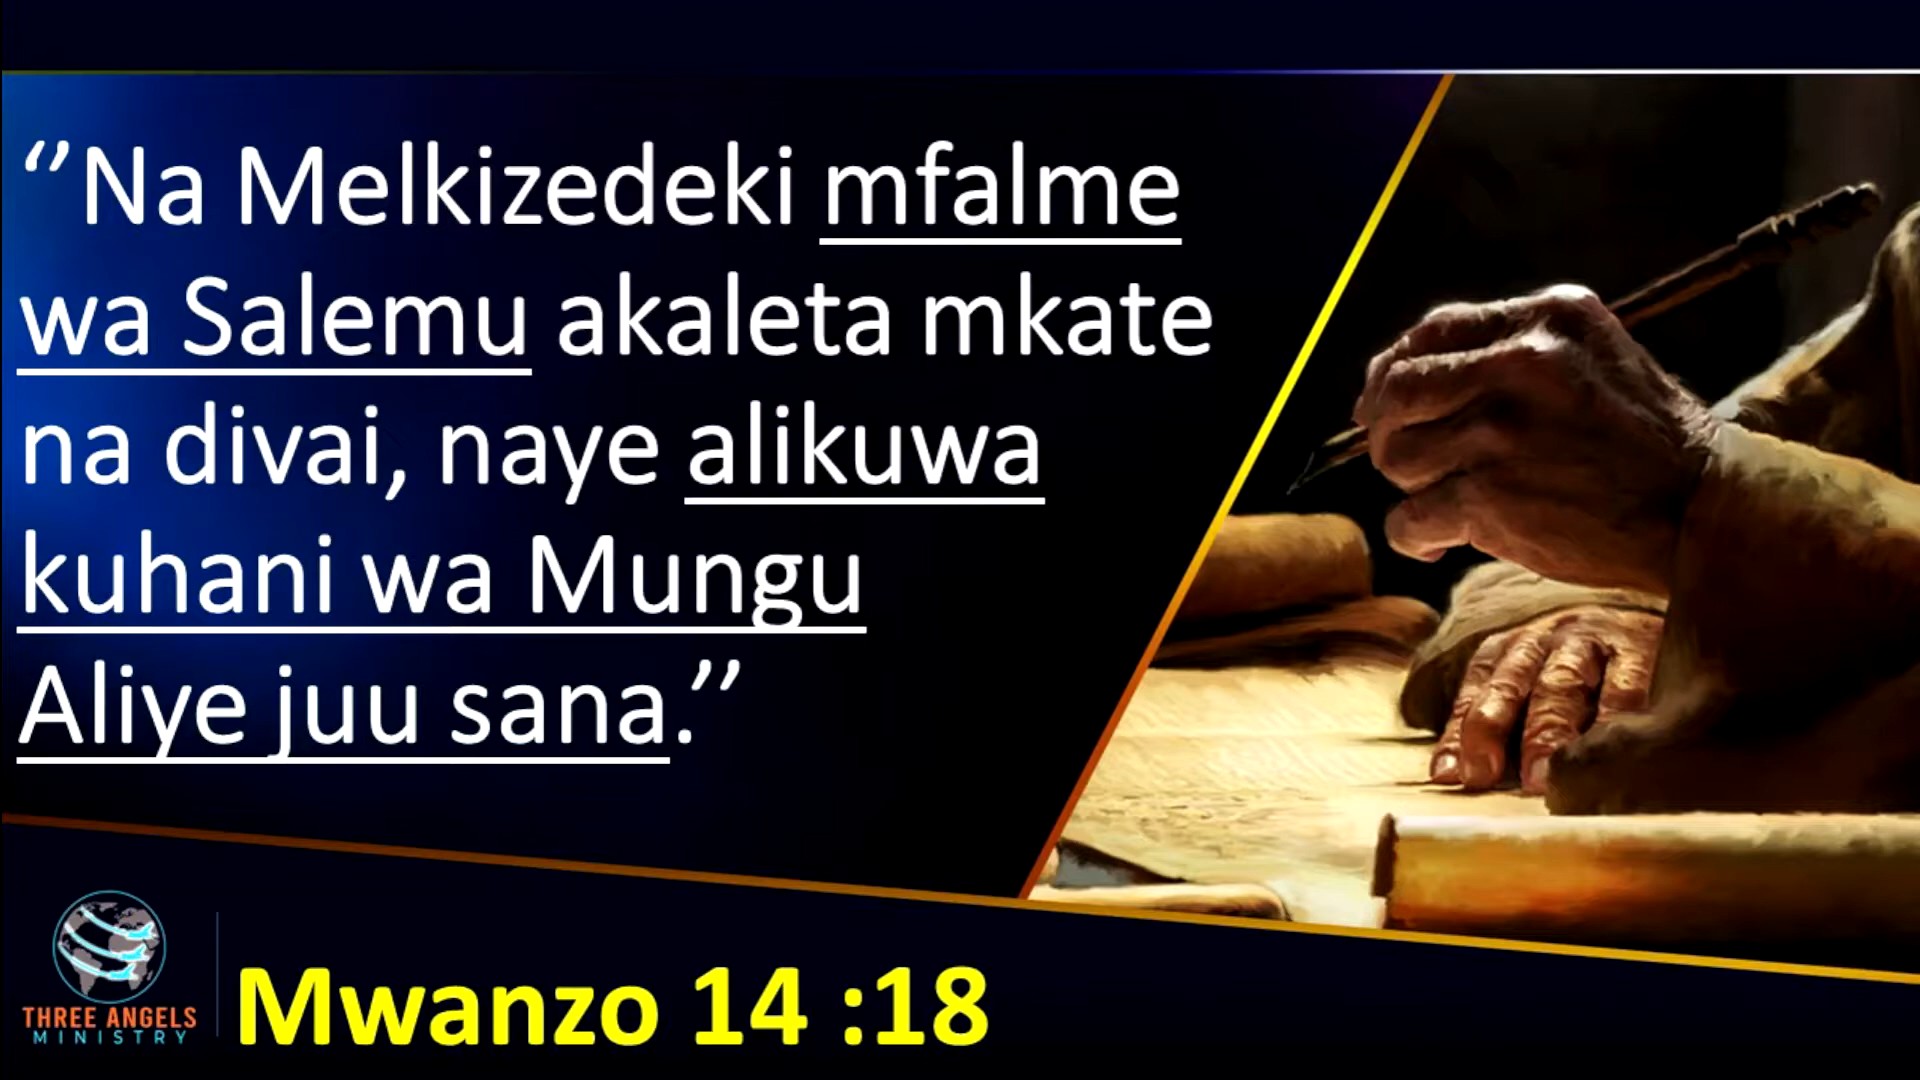 ‘’Na Melkizedeki mfalme
wa Salemu akaleta mkate
na divai, naye alikuwa
kuhani wa Mungu
Aliye juu sana.’’
THREE ANGELS
MINISTRY
Mwanzo 14 :18